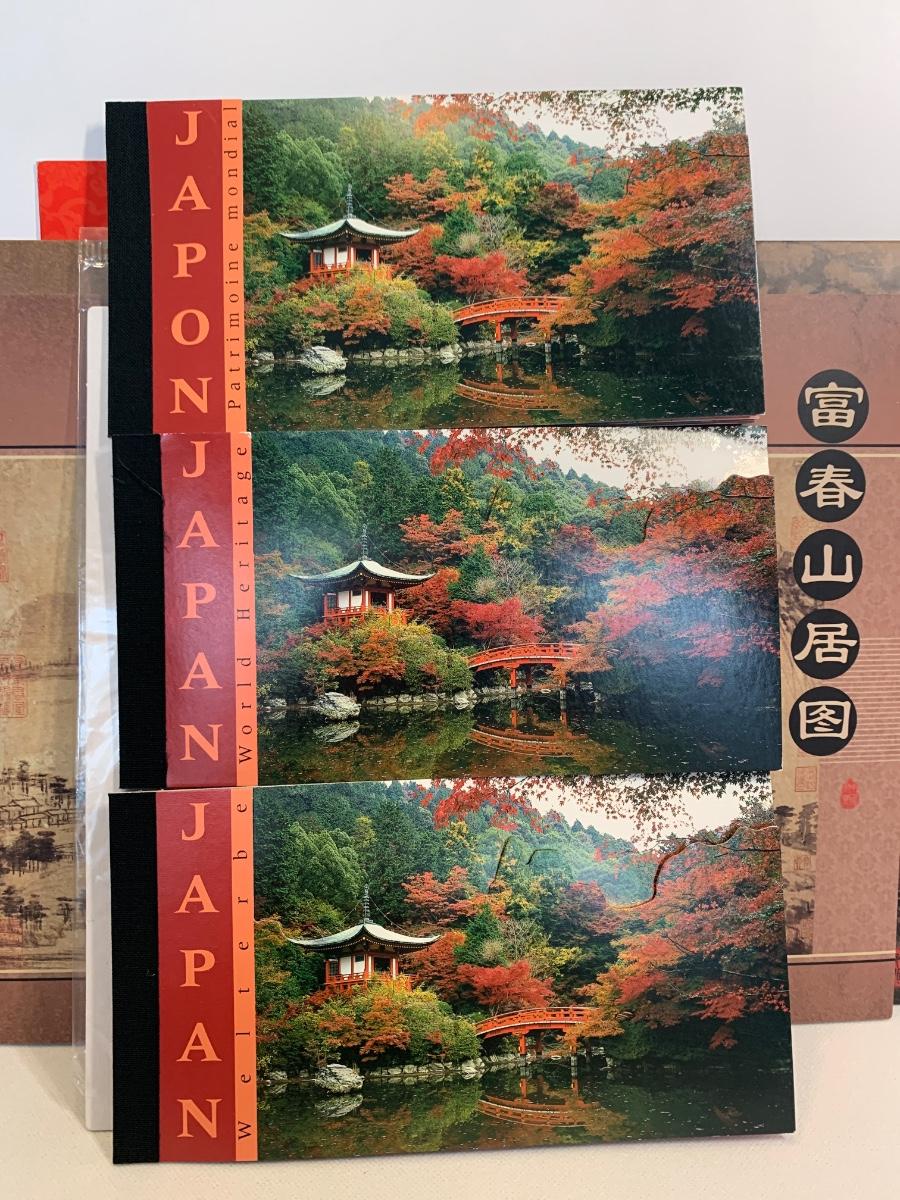 JAPON
Patrimoine mondial
JAPAN
World Heritage
JAPAN
Welterbe
富春山居图